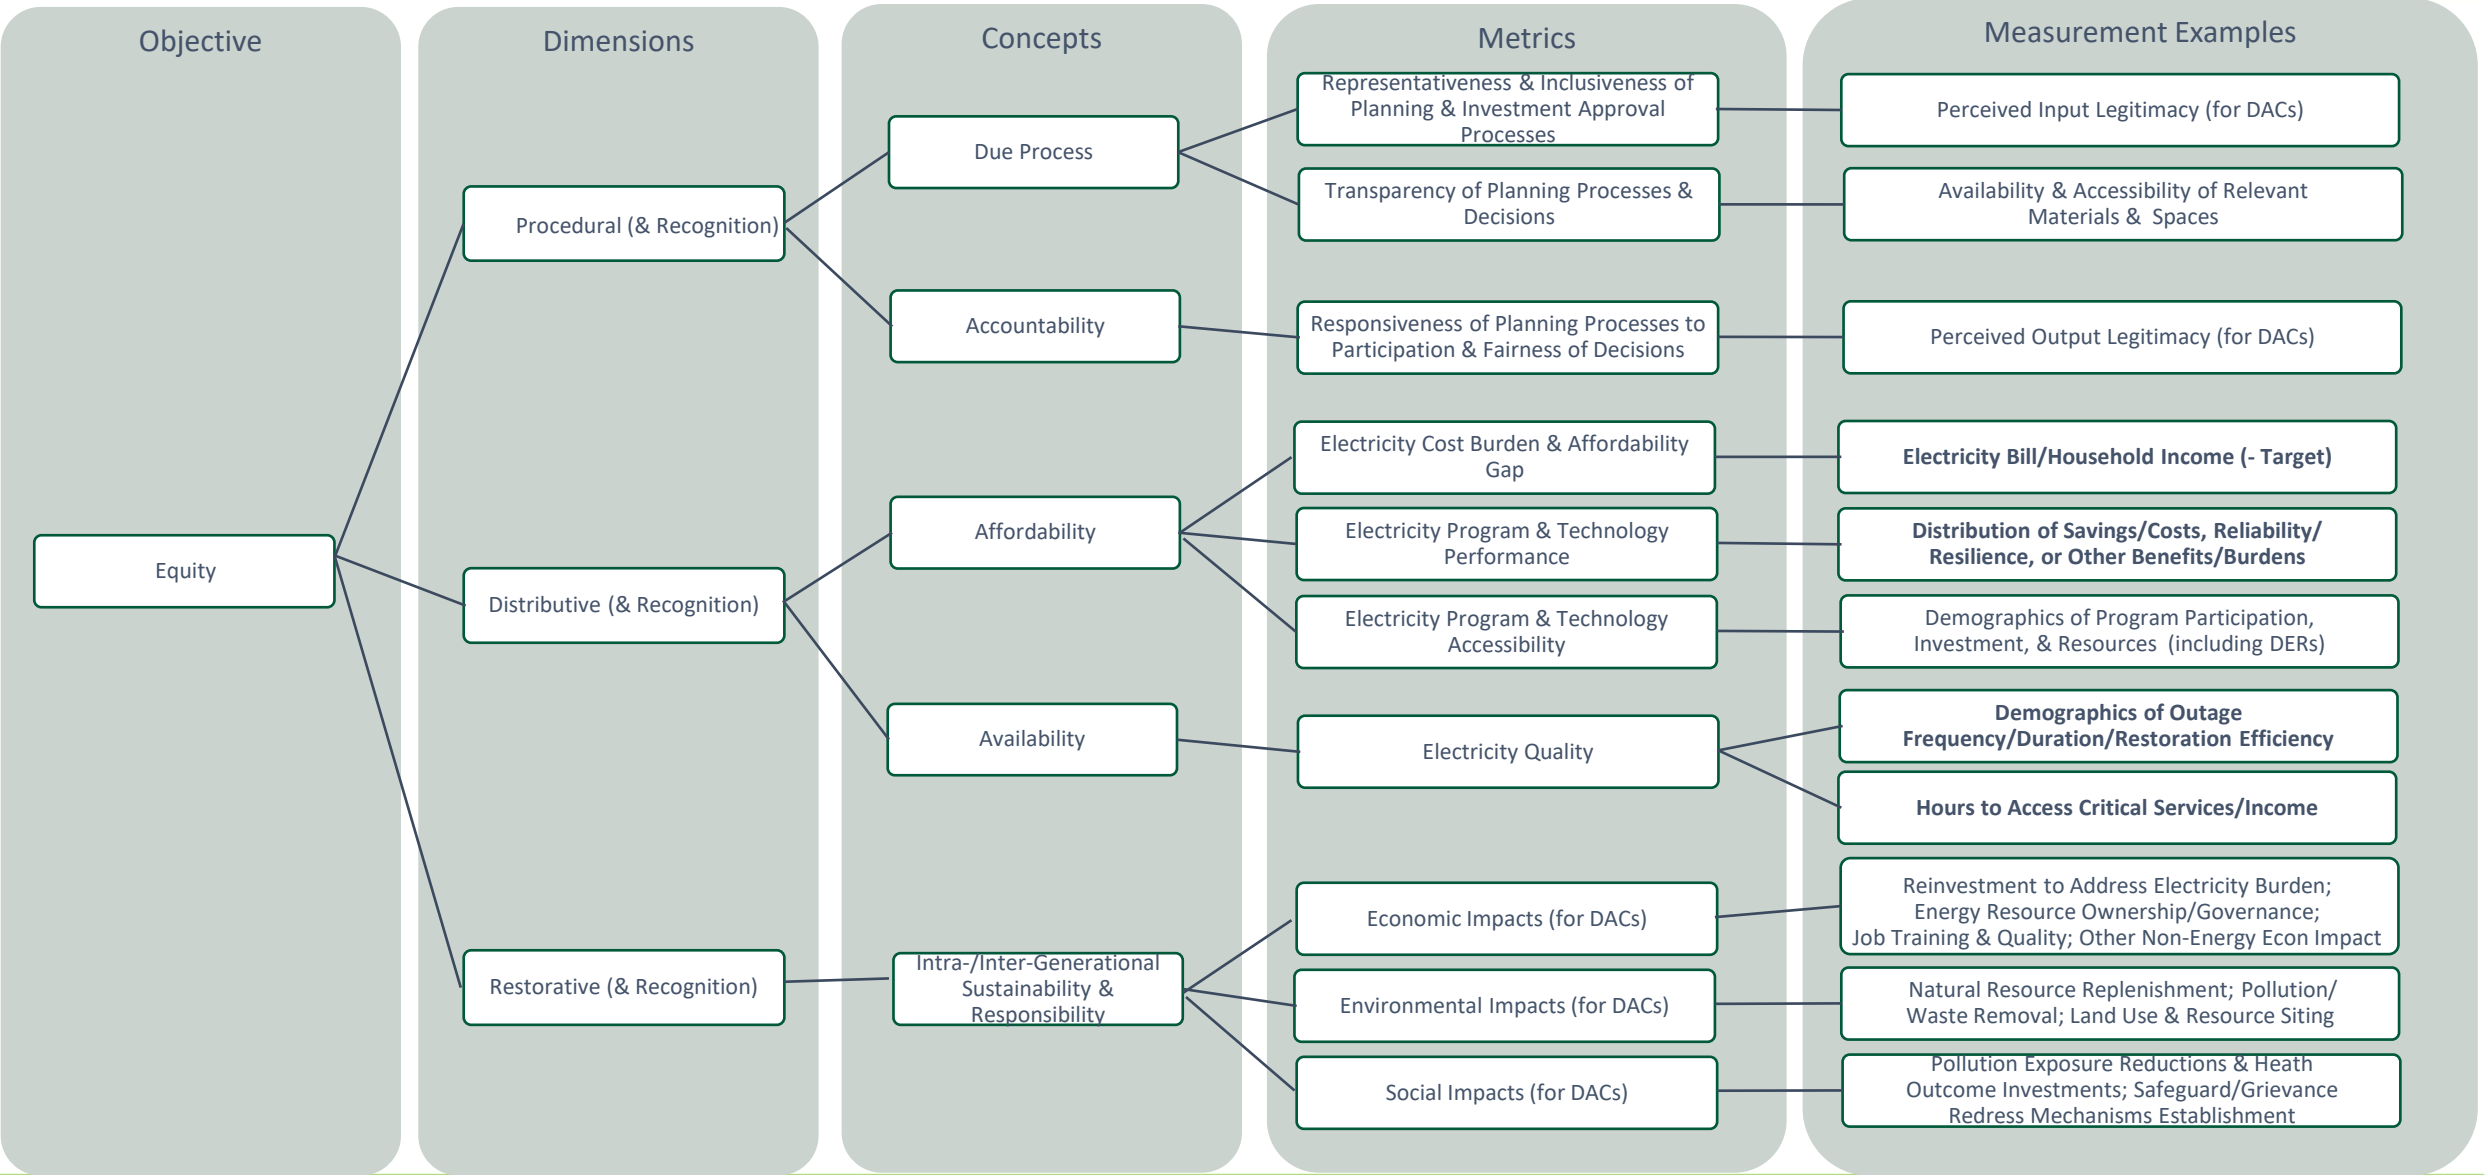 Objective
Dimensions
Concepts
Metrics
Measurement Examples
Equity
Procedural (& Recognition)
Distributive (& Recognition)
Restorative (& Recognition)
Due Process
Accountability
Affordability
Availability
Intra-/Inter-Generational
Sustainability &
Responsibility
Representativeness & Inclusiveness of
Planning & Investment Approval
Processes
Transparency of Planning Processes &
Decisions
Responsiveness of Planning Processes to
Participation & Fairness of Decisions
Electricity Cost Burden & Affordability
Gap
Electricity Program & Technology
Performance
Electricity Program & Technology
Accessibility
Electricity Quality
Economic Impacts (for DACs)
Environmental Impacts (for DACs)
Social Impacts (for DACs)
Perceived Input Legitimacy (for DACs)
Availability & Accessibility of Relevant
Materials & Spaces
Perceived Output Legitimacy (for DACs)
Electricity Bill/Household Income (- Target)
Distribution of Savings/Costs, Reliability/
Resilience, or Other Benefits/Burdens
Demographics of Program Participation,
Investment, & Resources (including DERs)
Demographics of Outage
Frequency/Duration/Restoration Efficiency
Hours to Access Critical Services/Income
Reinvestment to Address Electricity Burden;
Energy Resource Ownership/Governance;
Job Training & Quality; Other Non-Energy Econ Impact
Natural Resource Replenishment; Pollution/
Waste Removal; Land Use & Resource Siting
Pollution Exposure Reductions & Heath
Outcome Investments; Safeguard/Grievance
Redress Mechanisms Establishment